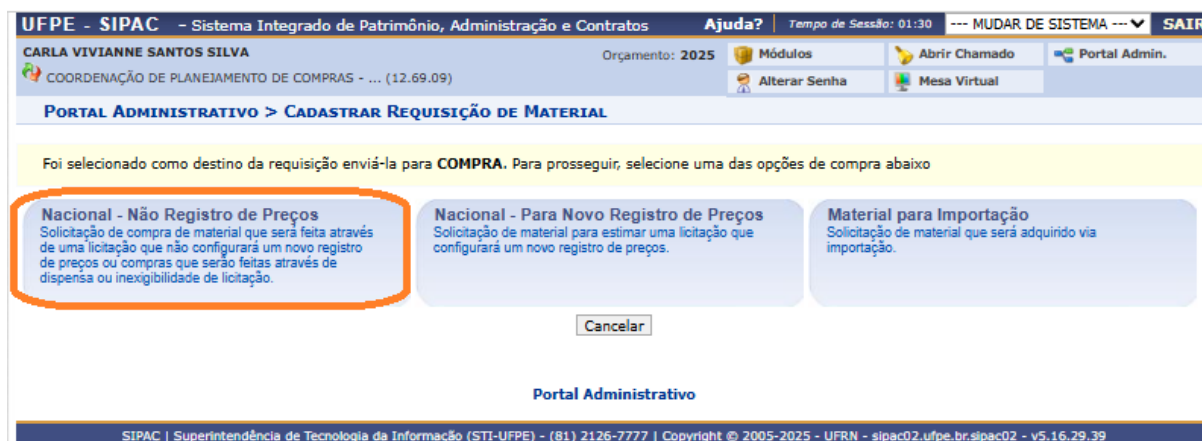 UFPE - SIPAC - Sistema Integrado de Patrimônio, Administração e Contratos Ajuda? Tempo de Sessão: 01:30 --- MUDAR DE SISTEMA --- SAIR
CARLA VIVIANNE SANTOS SILVA Orçamento: 2025 Módulos Abrir Chamado Portal Admin.
COORDENAÇÃO DE PLANEJAMENTO DE COMPRAS - ... (12.69.09) Alterar Senha Mesa Virtual
PORTAL ADMINISTRATIVO > CADASTRAR REQUISIÇÃO DE MATERIAL
Foi selecionado como destino da requisição enviá-la para COMPRA. Para prosseguir, selecione uma das opções de compra abaixo
Nacional - Não Registro de Preços
Solicitação de compra de material que será feita através
de uma licitação que não configurará um novo registro
de preços ou compras que serão feitas através de
dispensa ou inexigibilidade de licitação.
Nacional - Para Novo Registro de Preços
Solicitação de material para estimar uma licitação que
configurará um novo registro de preços.
Material para Importação
Solicitação de material que será adquirido via
importação.
Cancelar
Portal Administrativo
SIPAC | Superintendência de Tecnologia da Informação (STI-UFPE) - (81) 2126-7777 | Copyright © 2005-2025 - UFRN - sipac02.ufpe.br.sipac02 - v5.16.29.39